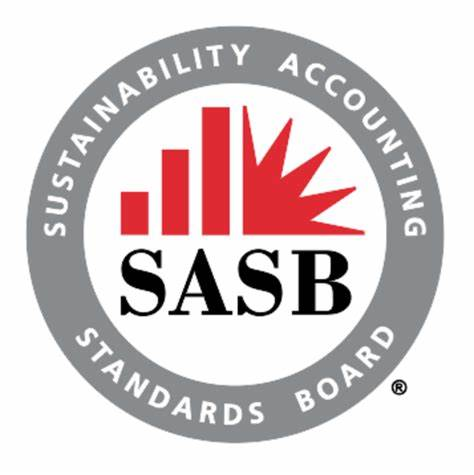 SUSTAINABILITY ACCOUNTING
SASB
STANDARDS BOARD
®